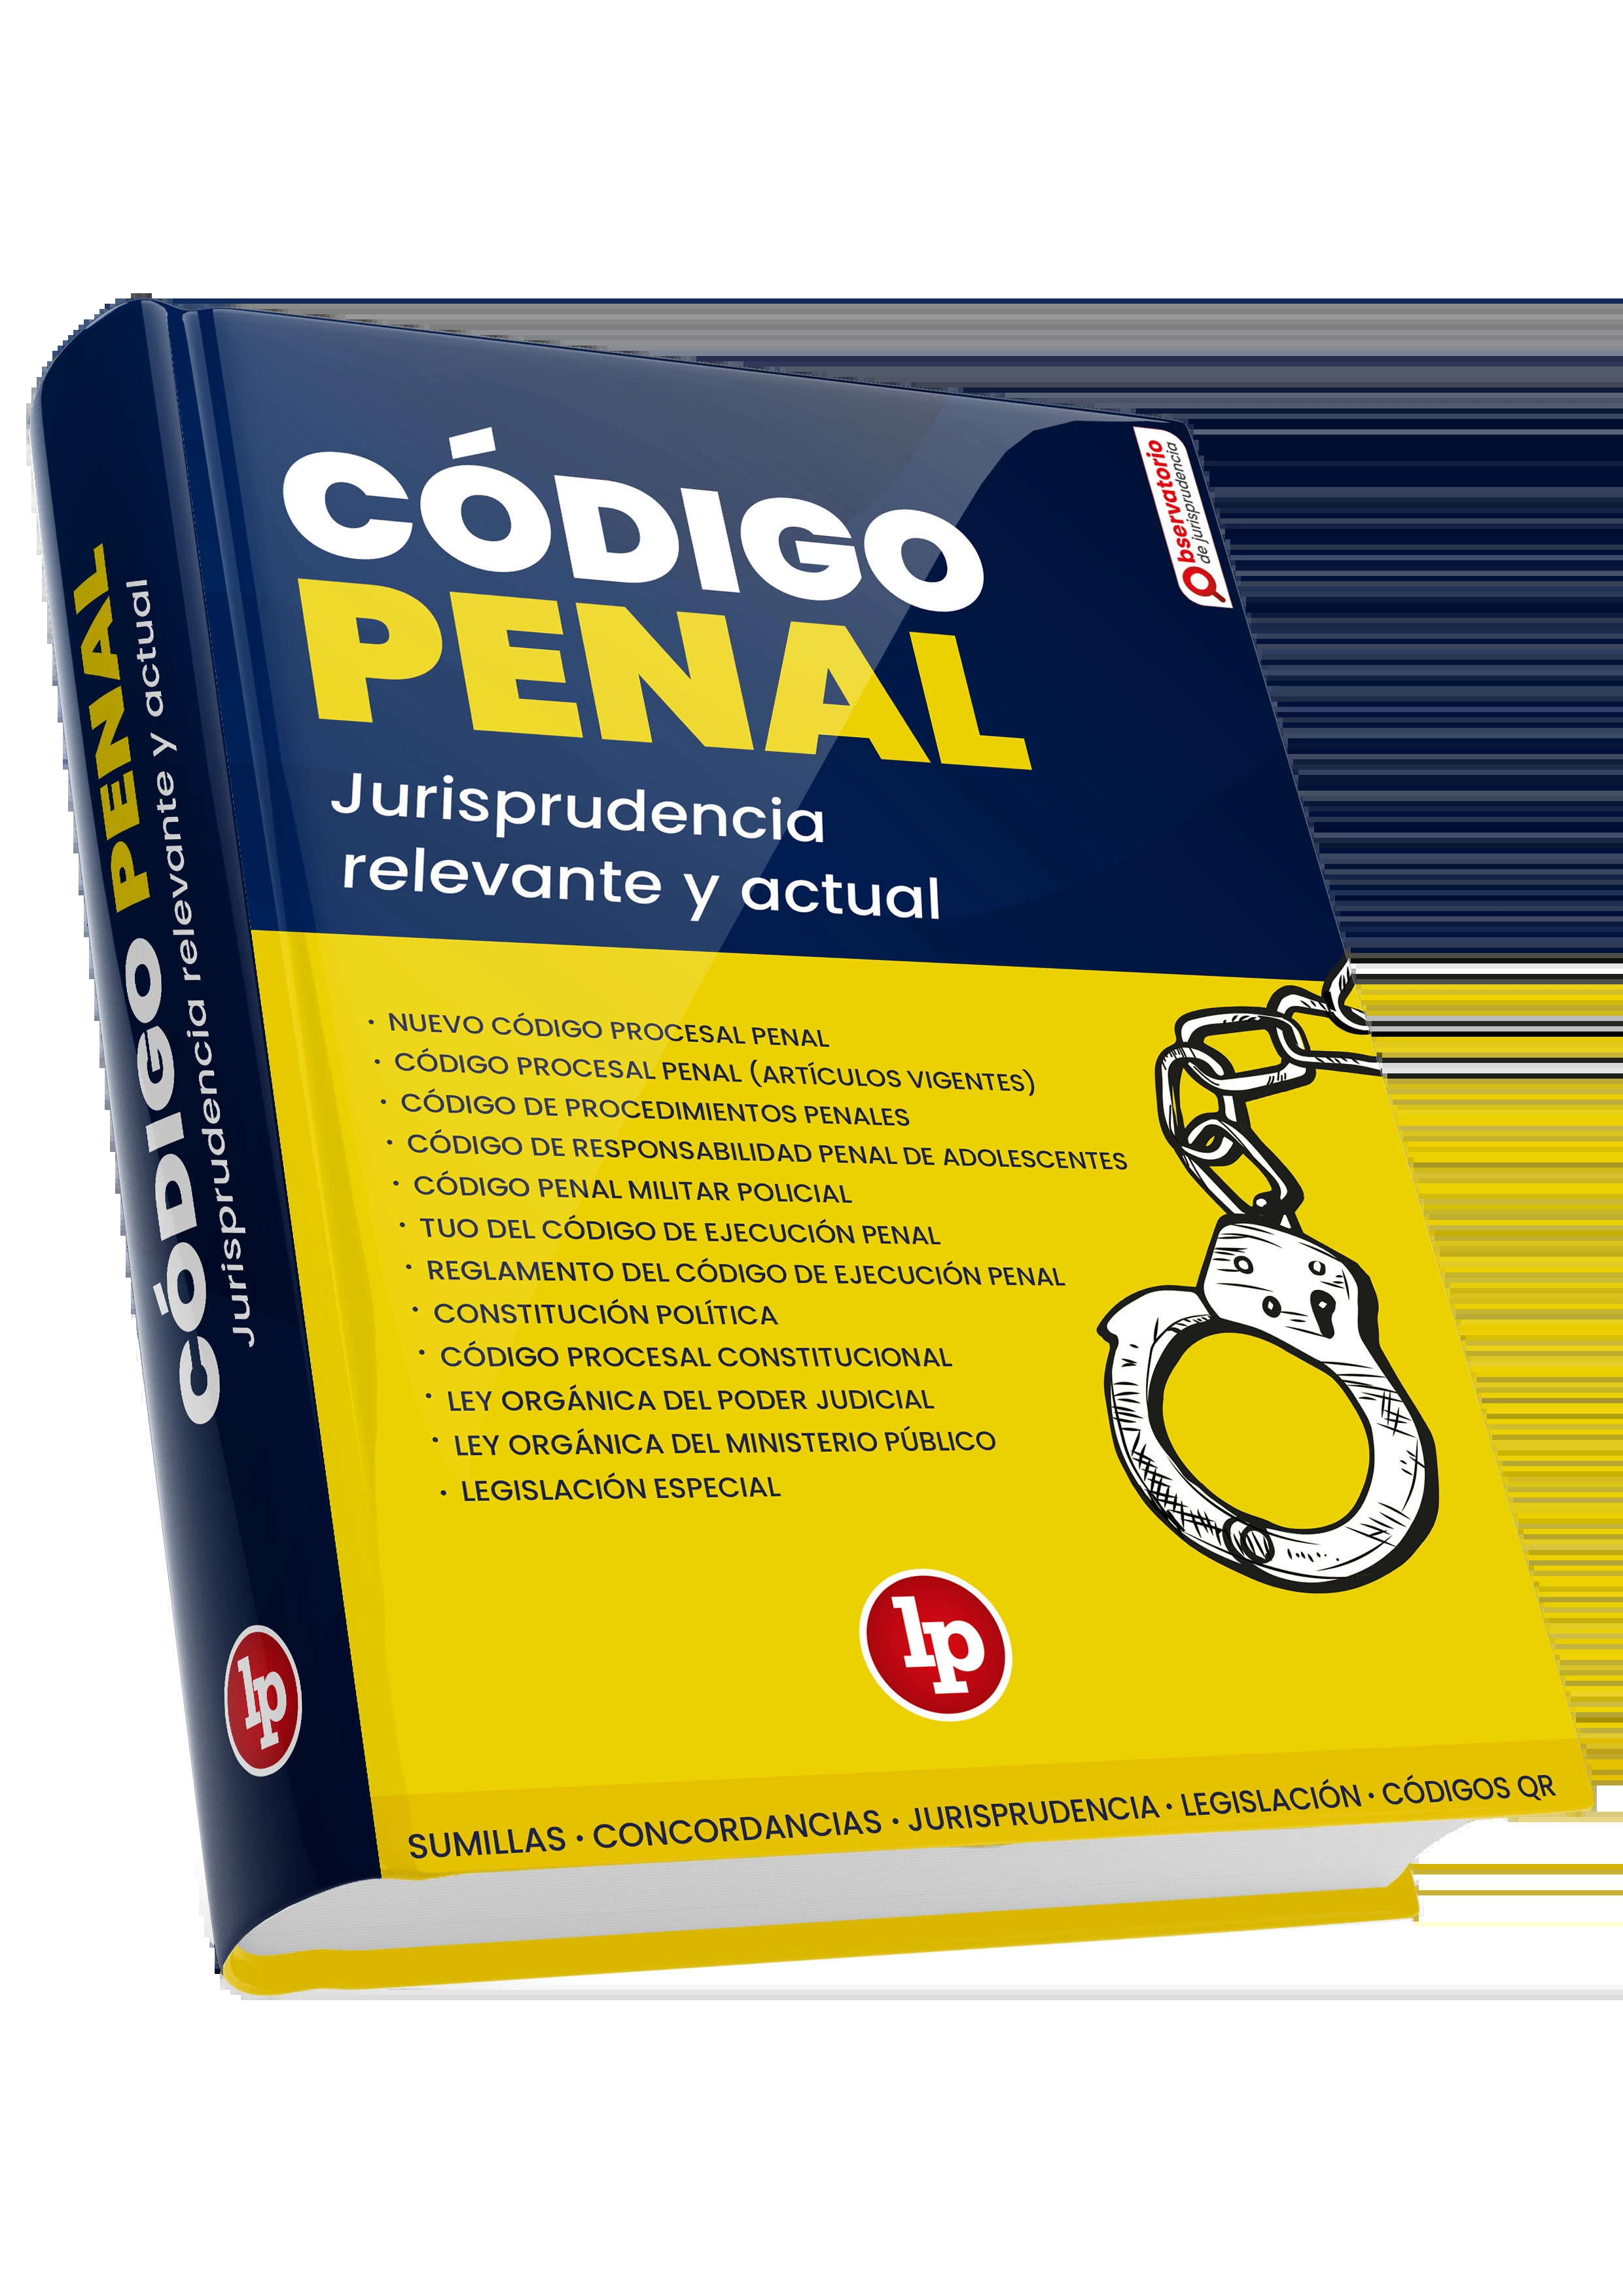 CÓDIGO
PENAL
Jurisprudencia
relevante y actual
Observatorio
de jurisprudencia
· NUEVO CÓDIGO PROCESAL PENAL
· CÓDIGO PROCESAL PENAL (ARTÍCULOS VIGENTES)
· CÓDIGO DE PROCEDIMIENTOS PENALES
· CÓDIGO DE RESPONSABILIDAD PENAL DE ADOLESCENTES
· CÓDIGO PENAL MILITAR POLICIAL
· TUO DEL CÓDIGO DE EJECUCIÓN PENAL
· REGLAMENTO DEL CÓDIGO DE EJECUCIÓN PENAL
· CONSTITUCIÓN POLÍTICA
· CÓDIGO PROCESAL CONSTITUCIONAL
· LEY ORGÁNICA DEL PODER JUDICIAL
· LEY ORGÁNICA DEL MINISTERIO PÚBLICO
· LEGISLACIÓN ESPECIAL
lp
SUMILLAS · CONCORDANCIAS · JURISPRUDENCIA · LEGISLACIÓN · CÓDIGOS QR
CÓDIGO PENAL
Jurisprudencia relevante y actual
lp